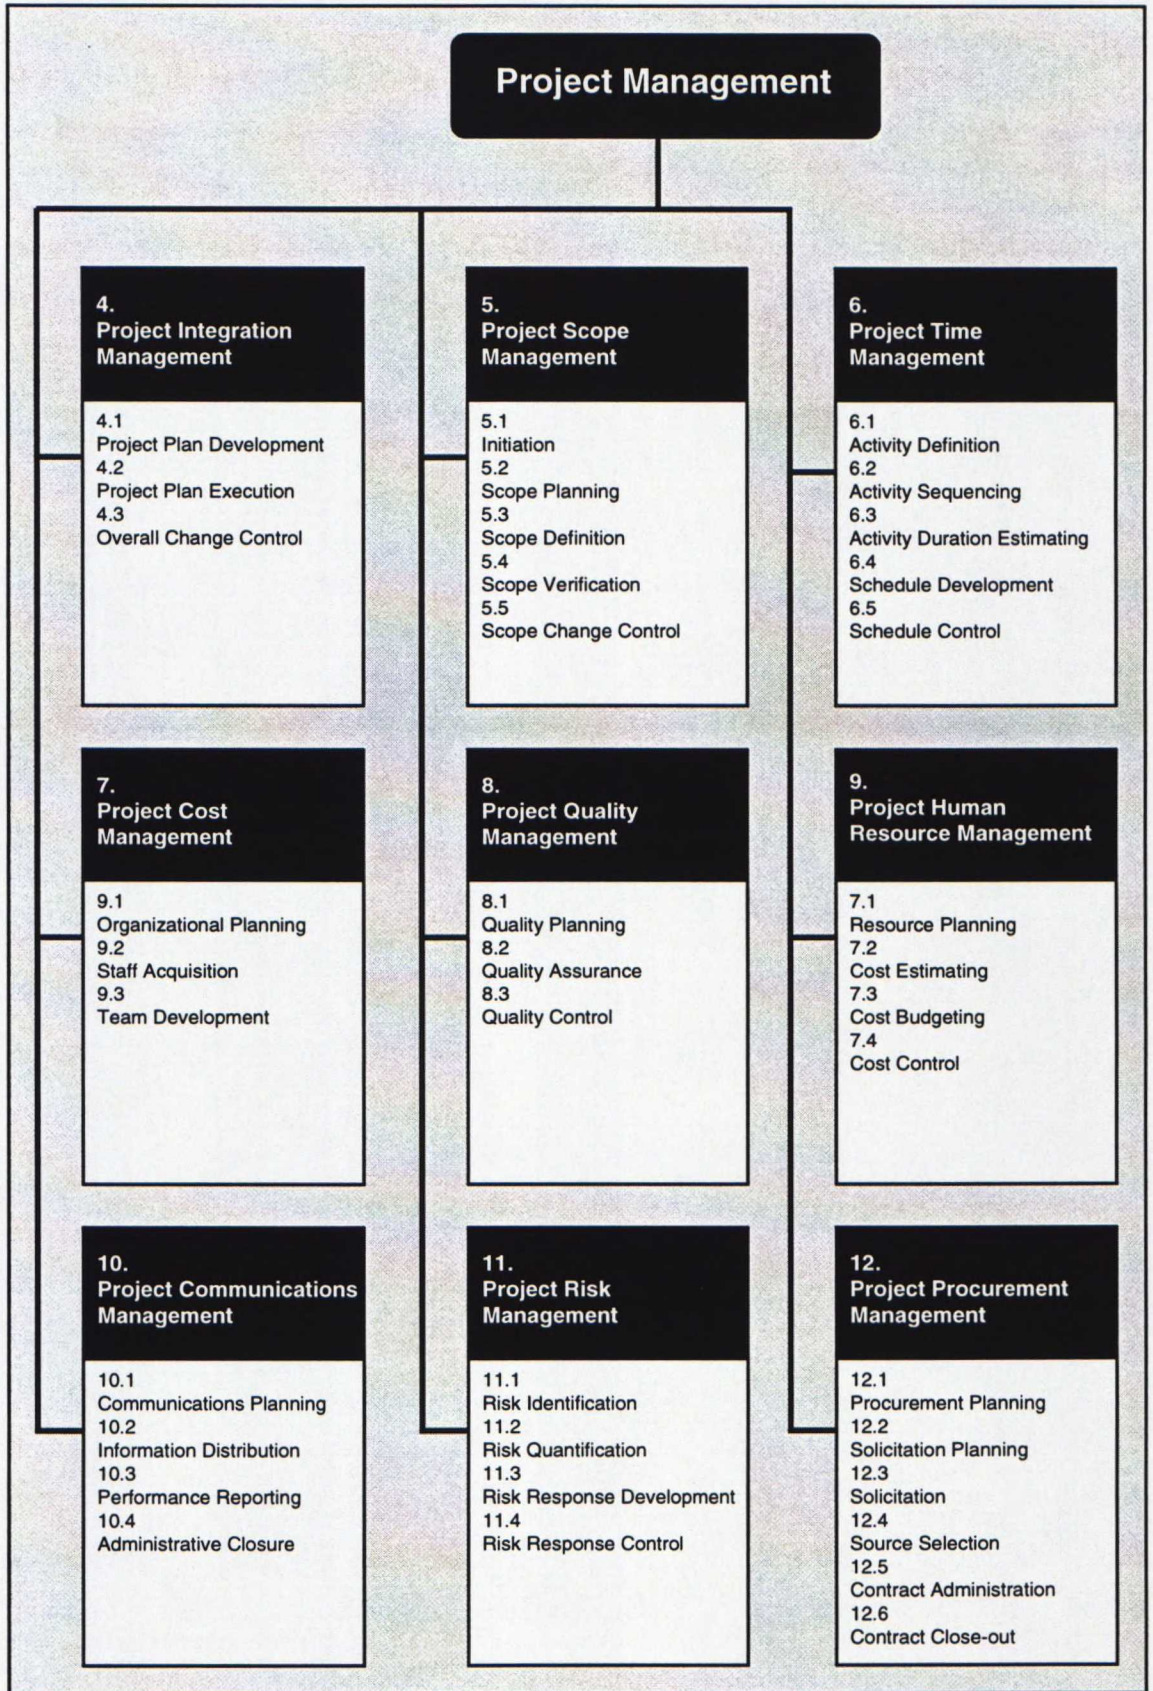 Project Management
4.
Project Integration
Management
4.1
Project Plan Development
4.2
Project Plan Execution
4.3
Overall Change Control
5.
Project Scope
Management
5.1
Initiation
5.2
Scope Planning
5.3
Scope Definition
5.4
Scope Verification
5.5
Scope Change Control
6.
Project Time
Management
6.1
Activity Definition
6.2
Activity Sequencing
6.3
Activity Duration Estimating
6.4
Schedule Development
6.5
Schedule Control
7.
Project Cost
Management
9.1
Organizational Planning
9.2
Staff Acquisition
9.3
Team Development
8.
Project Quality
Management
8.1
Quality Planning
8.2
Quality Assurance
8.3
Quality Control
9.
Project Human
Resource Management
7.1
Resource Planning
7.2
Cost Estimating
7.3
Cost Budgeting
7.4
Cost Control
10.
Project Communications
Management
10.1
Communications Planning
10.2
Information Distribution
10.3
Performance Reporting
10.4
Administrative Closure
11.
Project Risk
Management
11.1
Risk Identification
11.2
Risk Quantification
11.3
Risk Response Development
11.4
Risk Response Control
12.
Project Procurement
Management
12.1
Procurement Planning
12.2
Solicitation Planning
12.3
Solicitation
12.4
Source Selection
12.5
Contract Administration
12.6
Contract Close-out